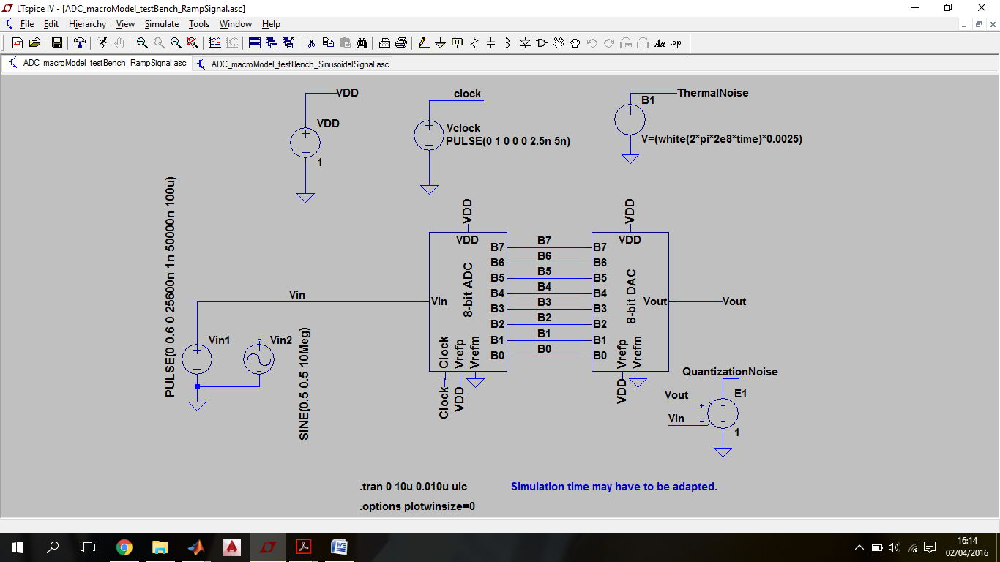 LTspice IV - [ADC_macroModel_testBench_RampSignal.asc]
File Edit Hierarchy View Simulate Tools Window Help
Aa .op
ADC_macroModel_testBench_RampSignal.asc ADC_macroModel_testBench_SinusoidalSignal.asc
VDD
VDD
1
clock
Vclock
PULSE(0 1 0 0 0 2.5n 5n)
ThermalNoise
B1
V=(white(2*pi*2e8*time)*0.0025)
PULSE(0 0.6 0 25600n 1n 50000n 100u)
Vin
Vin1
Vin2
SINE(0.5 0.5 10Meg)
VDD
VDD
8-bit ADC
Vin
B7
B6
B5
B4
B3
B2
B1
B0
Clock
Vrefp
Vrefm
Clock
VDD
B7
B6
B5
B4
B3
B2
B1
B0
VDD
VDD
8-bit DAC
B7
B6
B5
B4
B3
B2
B1
B0
Vout
Vout
Vrefp
Vrefm
VDD
QuantizationNoise
Vout
Vin
E1
1
.tran 0 10u 0.010u uic
Simulation time may have to be adapted.
.options plotwinsize=0
16:14
02/04/2016